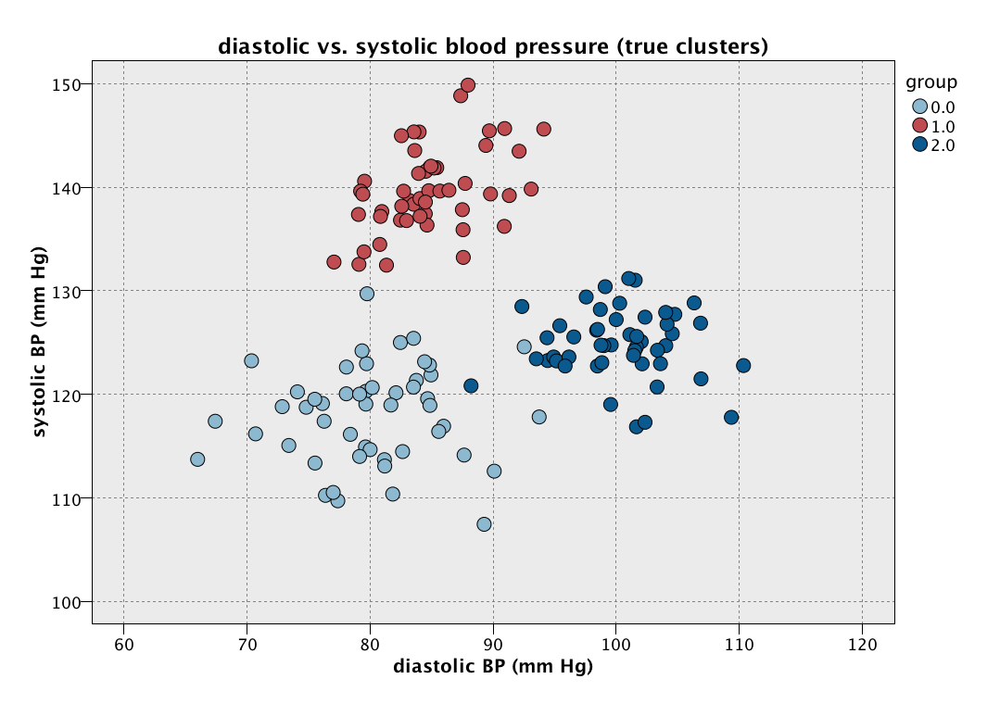 diastolic vs. systolic blood pressure (true clusters)
group
0.0
1.0
2.0
150
140
130
120
110
100
systolic BP (mm Hg)
60 70 80 90 100 110 120
diastolic BP (mm Hg)